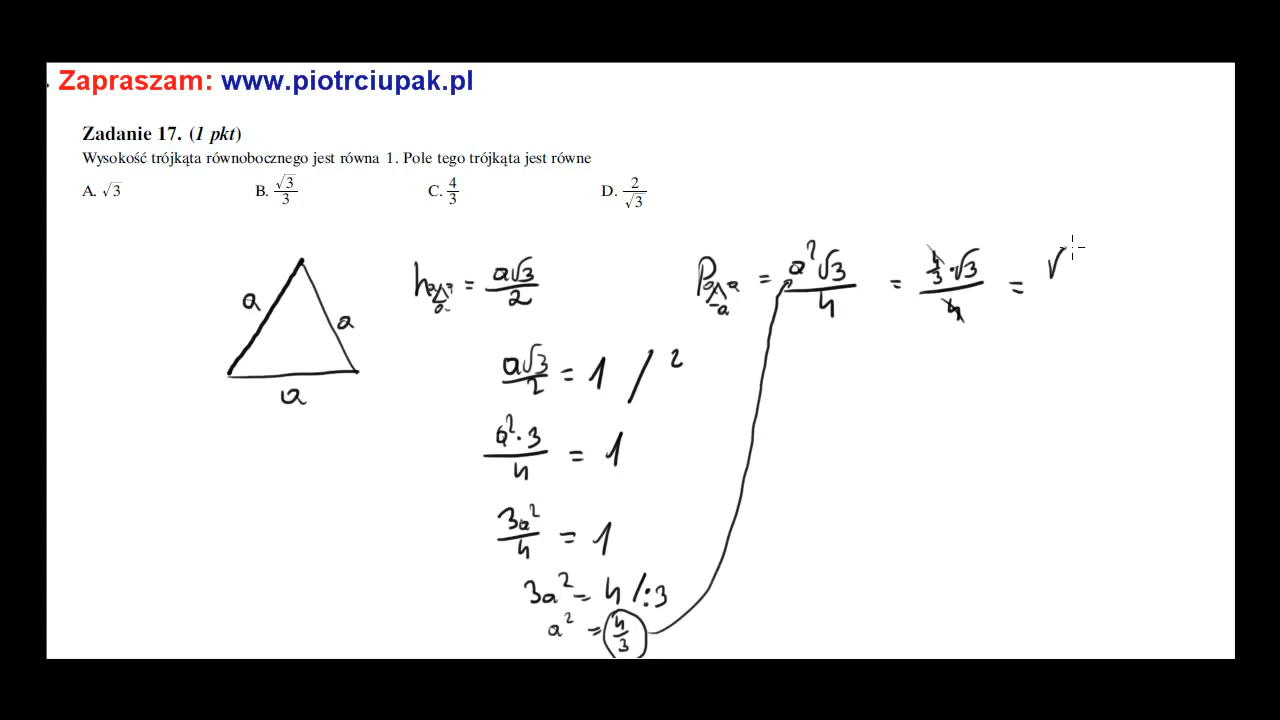 Zapraszam: www.piotrciupak.pl
Zadanie 17. (1 pkt)
Wysokość trójkąta równobocznego jest równa 1. Pole tego trójkąta jest równe
A. √3 B. √3/3 C. 4/3 D. 2/√3
a a a
h a a a = a√3/2
P a a a = a²√3/4 = 4/3·√3/4 = √
a√3/2 = 1 / ²
a²·3/4 = 1
3a²/4 = 1
3a² = 4 /:3
a² = 4/3